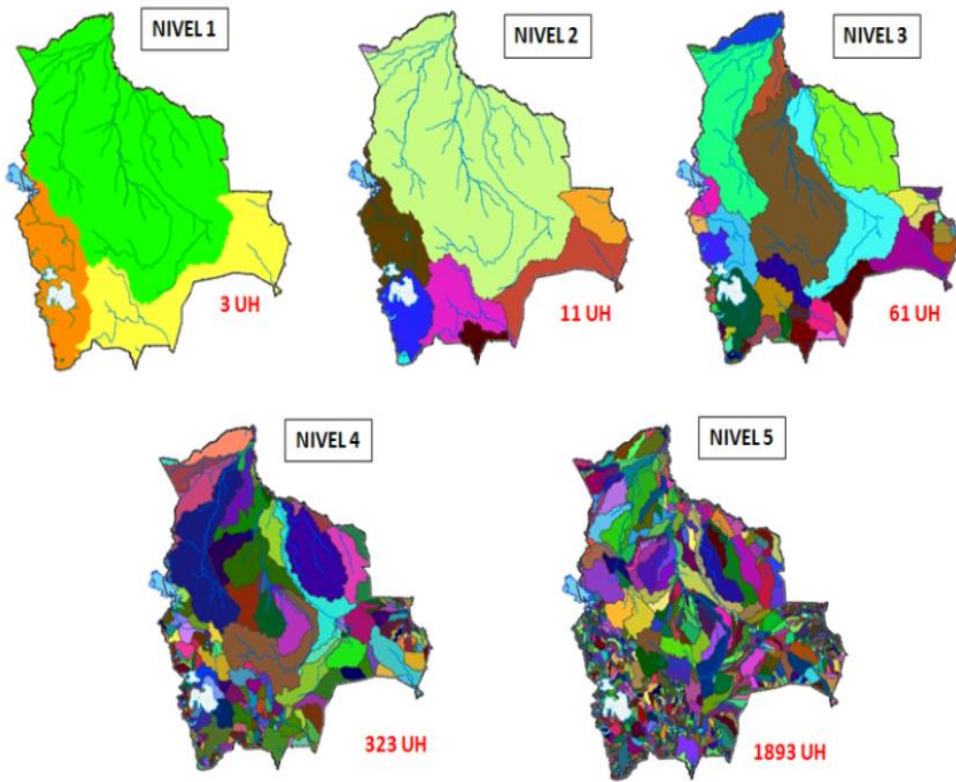 NIVEL 1
3 UH
NIVEL 2
11 UH
NIVEL 3
61 UH
NIVEL 4
323 UH
NIVEL 5
1893 UH